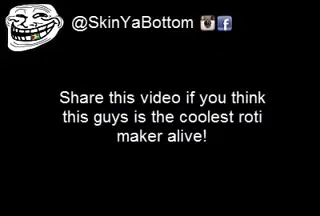 @SkinYaBottom
Share this video if you think
this guys is the coolest roti
maker alive!